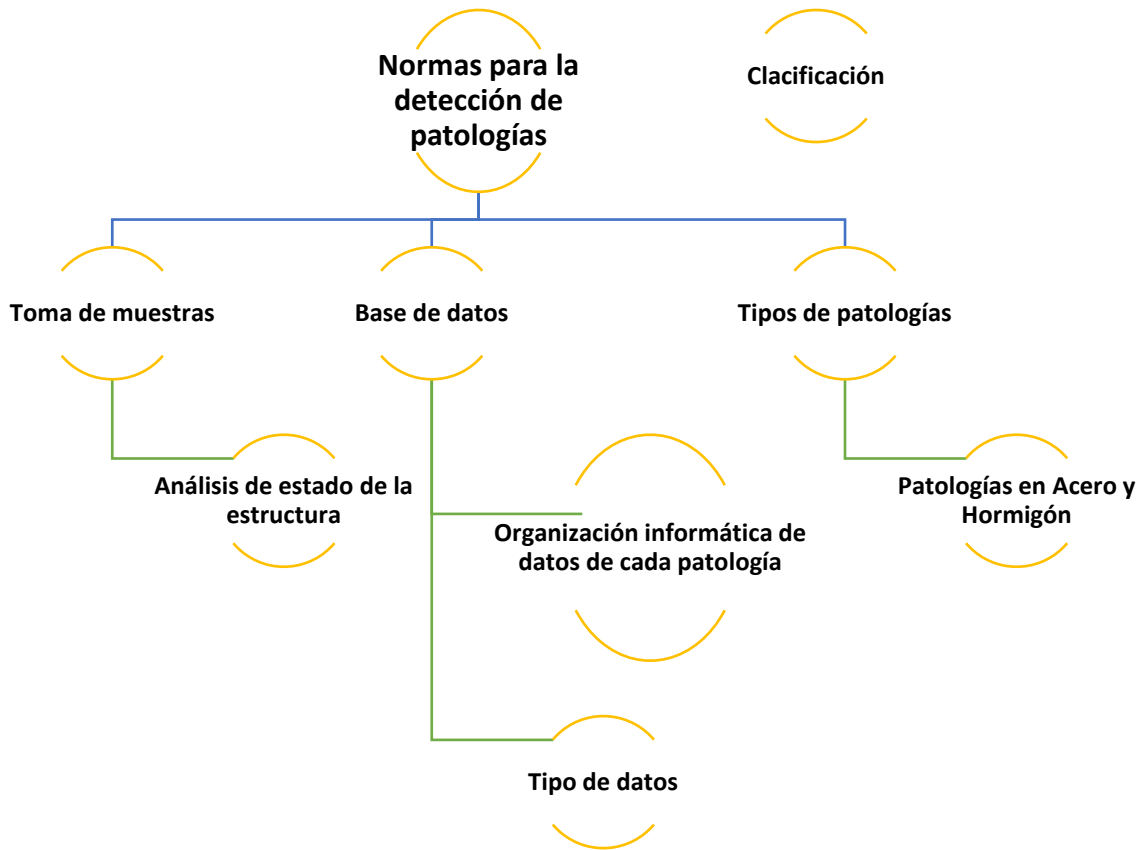 Normas para la
detección de
patologías
Clacificación
Toma de muestras
Base de datos
Tipos de patologías
Análisis de estado de la
estructura
Organización informática de
datos de cada patología
Patologías en Acero y
Hormigón
Tipo de datos